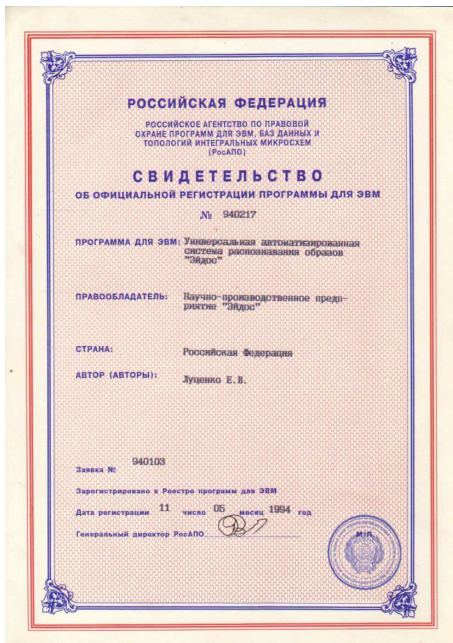 РОССИЙСКАЯ ФЕДЕРАЦИЯ
РОССИЙСКОЕ АГЕНТСТВО ПО ПРАВОВОЙ
ОХРАНЕ ПРОГРАММ ДЛЯ ЭВМ, БАЗ ДАННЫХ И
ТОПОЛОГИЙ ИНТЕГРАЛЬНЫХ МИКРОСХЕМ
(РосАПО)
СВИДЕТЕЛЬСТВО
ОБ ОФИЦИАЛЬНОЙ РЕГИСТРАЦИИ ПРОГРАММЫ ДЛЯ ЭВМ
№ 940217
ПРОГРАММА ДЛЯ ЭВМ: Универсальная автоматизированная
система распознавания образов
"Эйдос"
ПРАВООБЛАДАТЕЛЬ: Научно-производственное предп-
риятие "Эйдос"
СТРАНА: Российская Федерация
АВТОР (АВТОРЫ): Луценко Е.В.
Заявка № 940103
Зарегистрировано в Реестре программ для ЭВМ
Дата регистрации 11 число 05 месяц 1994 год
Генеральный директор РосАПО
М.П.